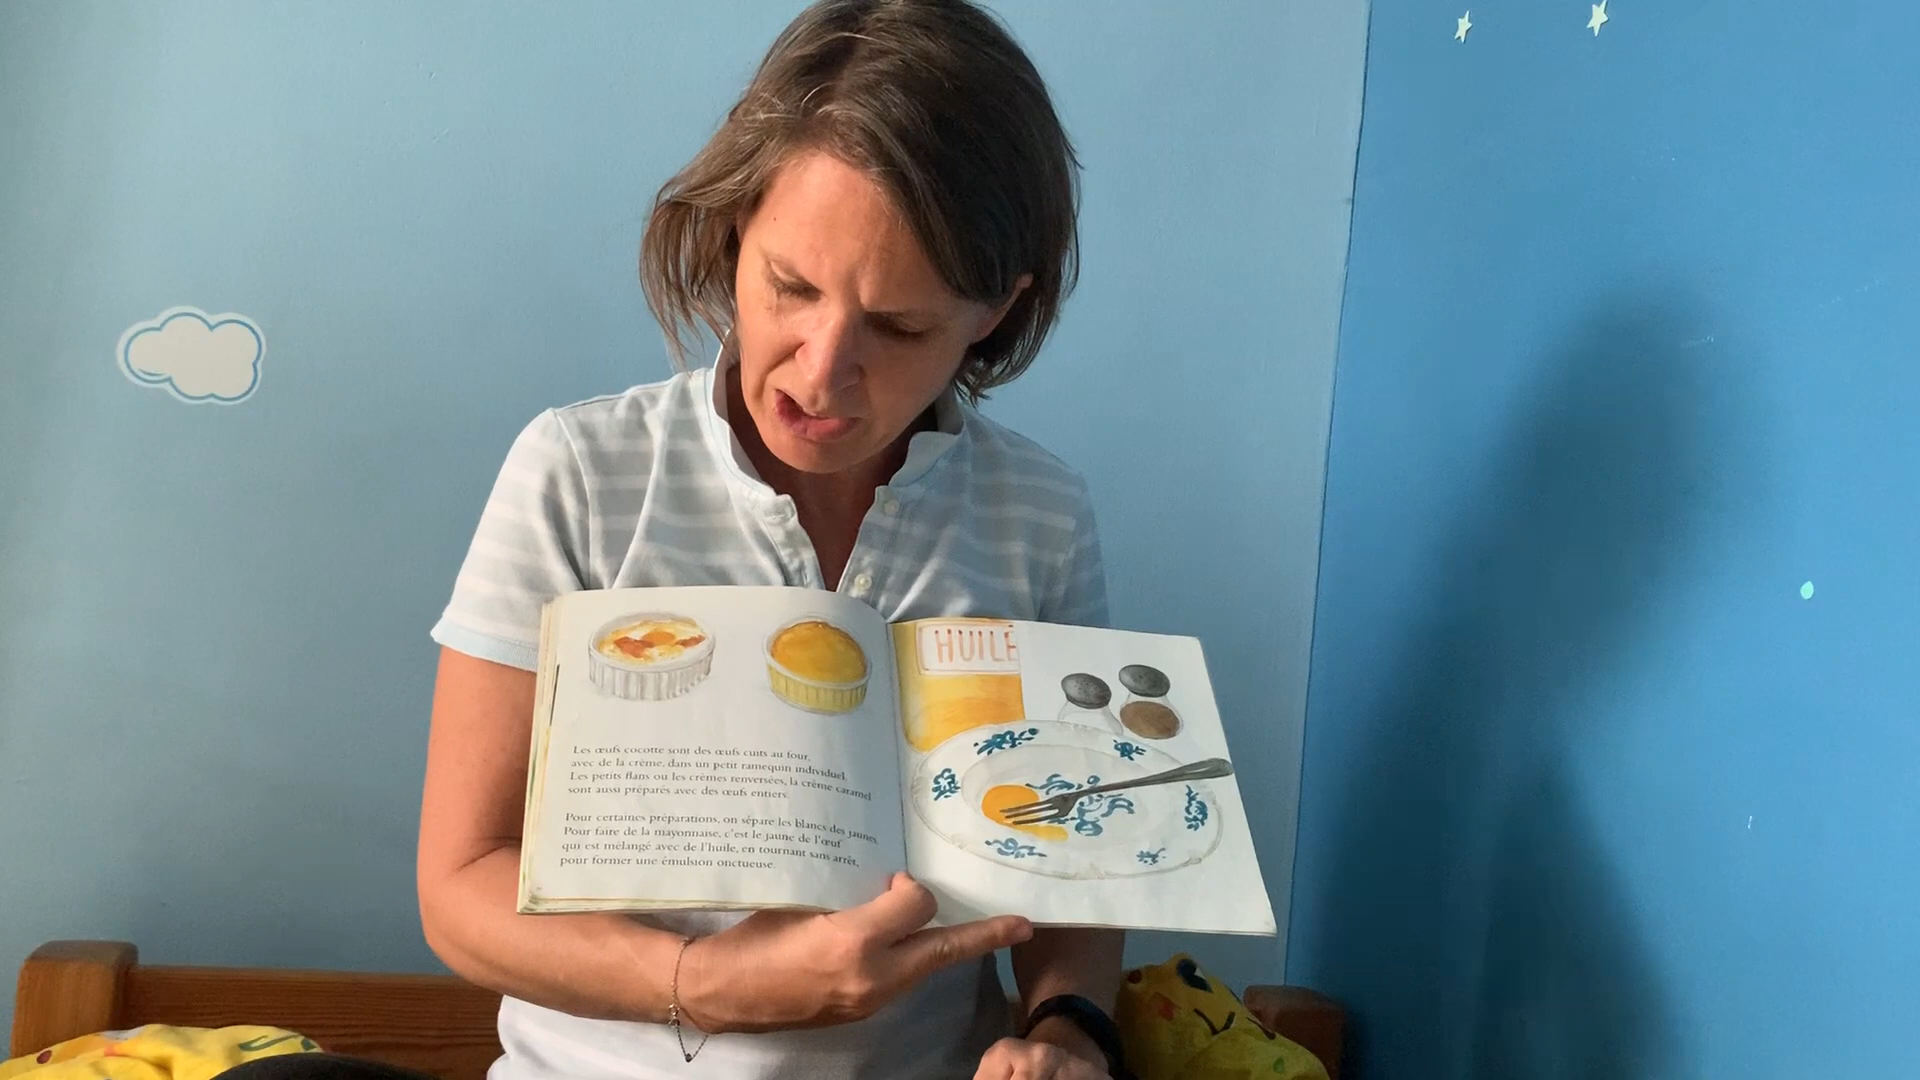 Les œufs cocotte sont des œufs cuits au four,
avec de la crème, dans un petit ramequin individuel.
Les petits flans ou les crèmes renversées, la crème caramel
sont aussi préparés avec des œufs entiers.
Pour certaines préparations, on sépare les blancs des jaunes.
Pour faire de la mayonnaise, c'est le jaune de l'œuf
qui est mélangé avec de l'huile, en tournant sans arrêt,
pour former une émulsion onctueuse.
HUILE